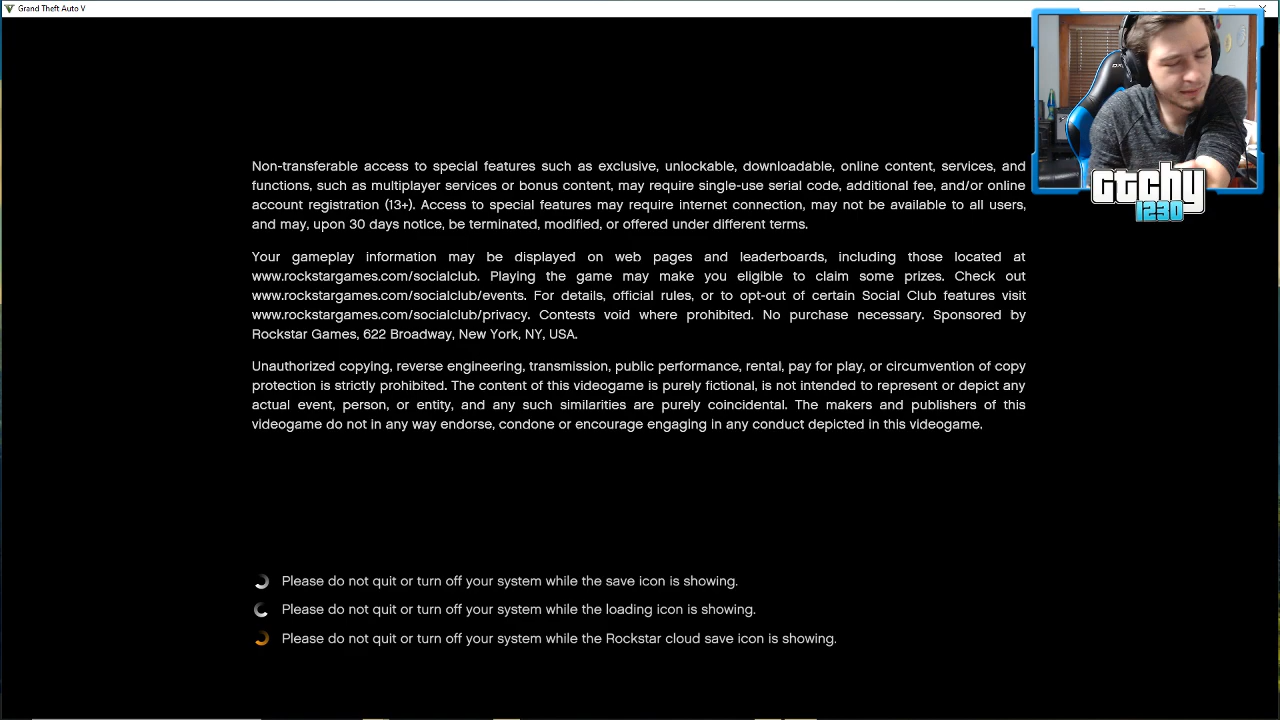 Grand Theft Auto V
Non-transferable access to special features such as exclusive, unlockable, downloadable, online content, services, and
functions, such as multiplayer services or bonus content, may require single-use serial code, additional fee, and/or online
account registration (13+). Access to special features may require internet connection, may not be available to all users,
and may, upon 30 days notice, be terminated, modified, or offered under different terms.
Your gameplay information may be displayed on web pages and leaderboards, including those located at
www.rockstargames.com/socialclub. Playing the game may make you eligible to claim some prizes. Check out
www.rockstargames.com/socialclub/events. For details, official rules, or to opt-out of certain Social Club features visit
www.rockstargames.com/socialclub/privacy. Contests void where prohibited. No purchase necessary. Sponsored by
Rockstar Games, 622 Broadway, New York, NY, USA.
Unauthorized copying, reverse engineering, transmission, public performance, rental, pay for play, or circumvention of copy
protection is strictly prohibited. The content of this videogame is purely fictional, is not intended to represent or depict any
actual event, person, or entity, and any such similarities are purely coincidental. The makers and publishers of this
videogame do not in any way endorse, condone or encourage engaging in any conduct depicted in this videogame.
Please do not quit or turn off your system while the save icon is showing.
Please do not quit or turn off your system while the loading icon is showing.
Please do not quit or turn off your system while the Rockstar cloud save icon is showing.
gtchy
1230